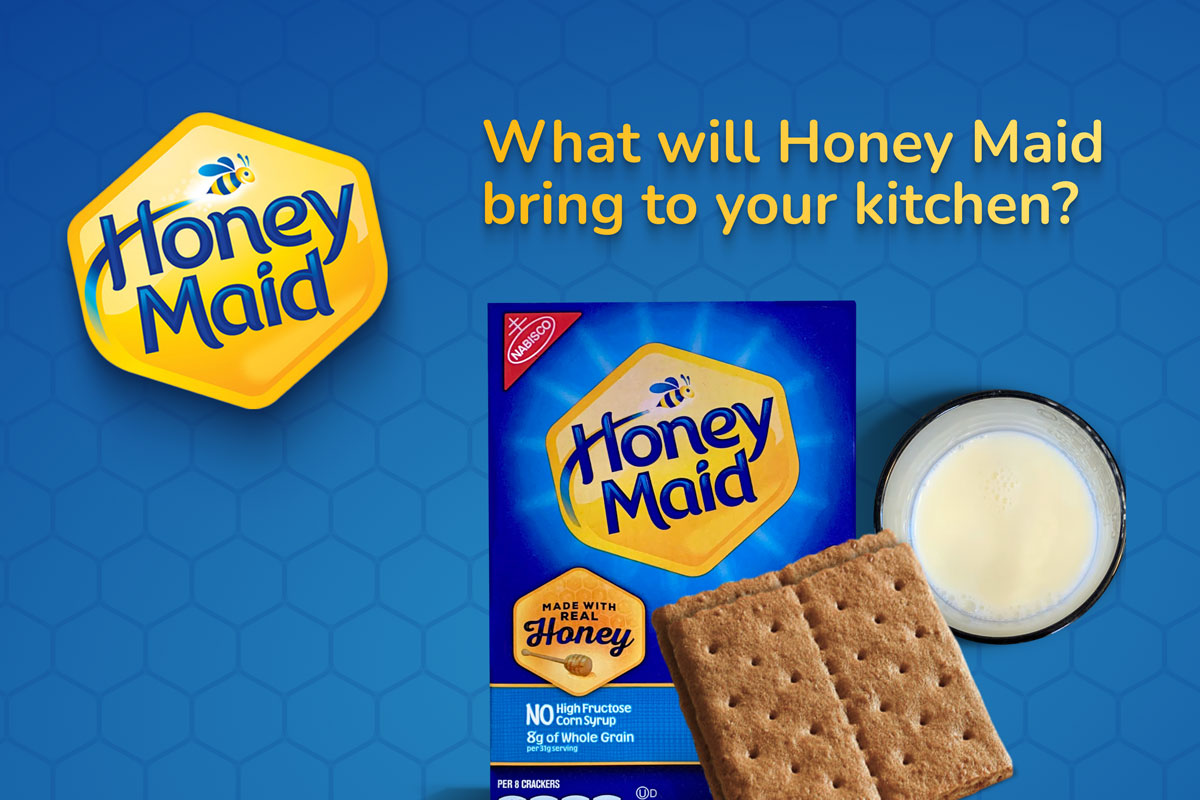 Honey
Maid
What will Honey Maid
bring to your kitchen?
NABISCO
Honey
Maid
MADE WITH
REAL
Honey
NO High Fructose
Corn Syrup
8g of Whole Grain
per 31g serving
PER 8 CRACKERS
UD